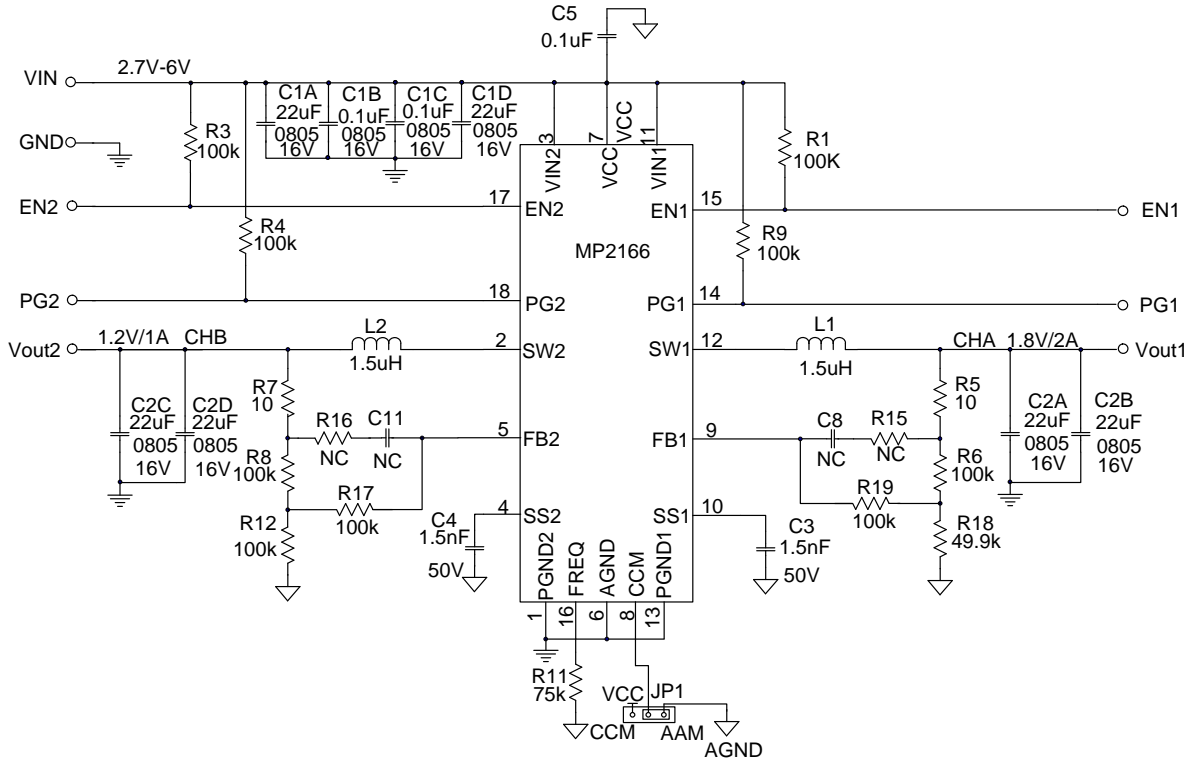 C5
0.1uF
VIN
2.7V-6V
C1A
22uF
0805
16V
C1B
0.1uF
0805
16V
C1C
0.1uF
0805
16V
C1D
22uF
0805
16V
3
7
VCC
11
VIN2
VCC
VIN1
GND
R3
100k
R1
100K
EN2
17
EN2
EN1
15
EN1
R4
100k
MP2166
R9
100k
PG2
18
PG2
PG1
14
PG1
Vout2
1.2V/1A
CHB
L2
1.5uH
2
SW2
SW1
12
L1
1.5uH
CHA
1.8V/2A
Vout1
C2C
22uF
0805
16V
C2D
22uF
0805
16V
R7
10
R16
NC
C11
NC
5
FB2
FB1
9
C8
NC
R15
NC
R5
10
C2A
22uF
0805
16V
C2B
22uF
0805
16V
R8
100k
R17
100k
R6
100k
R19
100k
R12
100k
R18
49.9k
C4
1.5nF
50V
4
SS2
SS1
10
C3
1.5nF
50V
PGND2
FREQ
AGND
CCM
PGND1
1
16
6
8
13
R11
75k
VCC
JP1
CCM
AAM
AGND